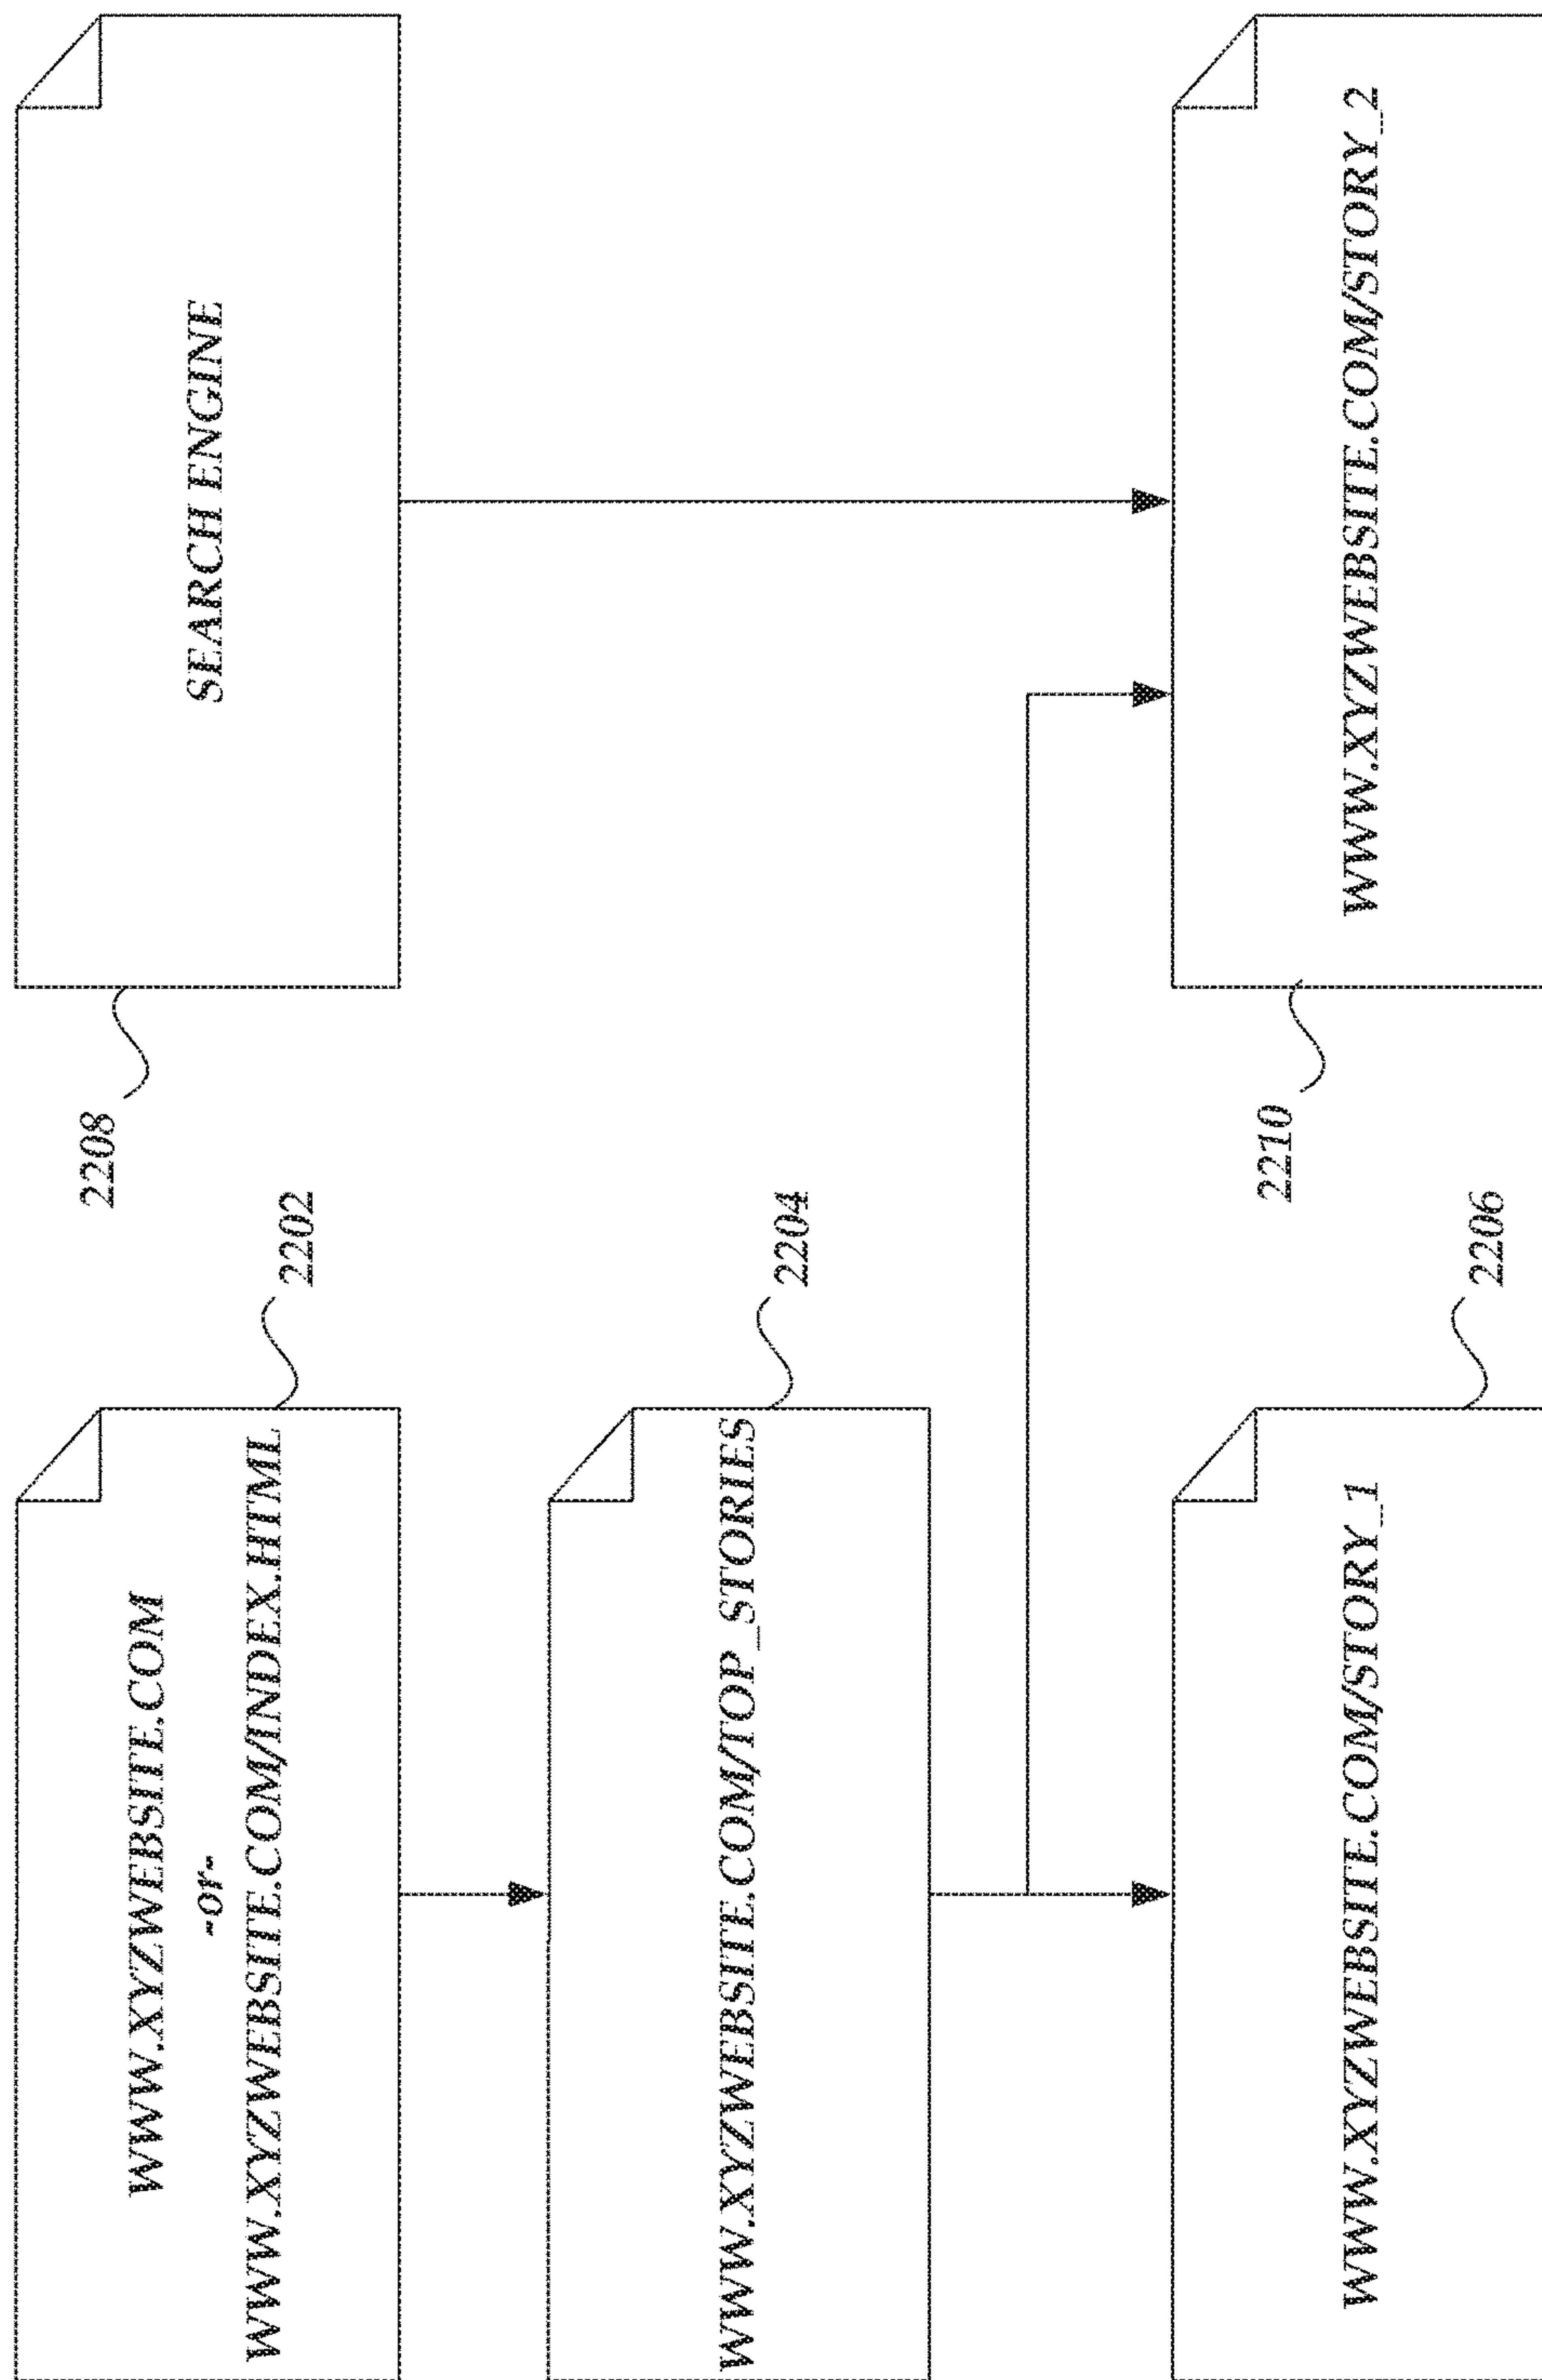 WWW.XYZWEBSITE.COM
-or-
WWW.XYZWEBSITE.COM/INDEX.HTML
2202
2208
SEARCH ENGINE
WWW.XYZWEBSITE.COM/TOP_STORIES
2204
WWW.XYZWEBSITE.COM/STORY_1
2206
2210
WWW.XYZWEBSITE.COM/STORY_2